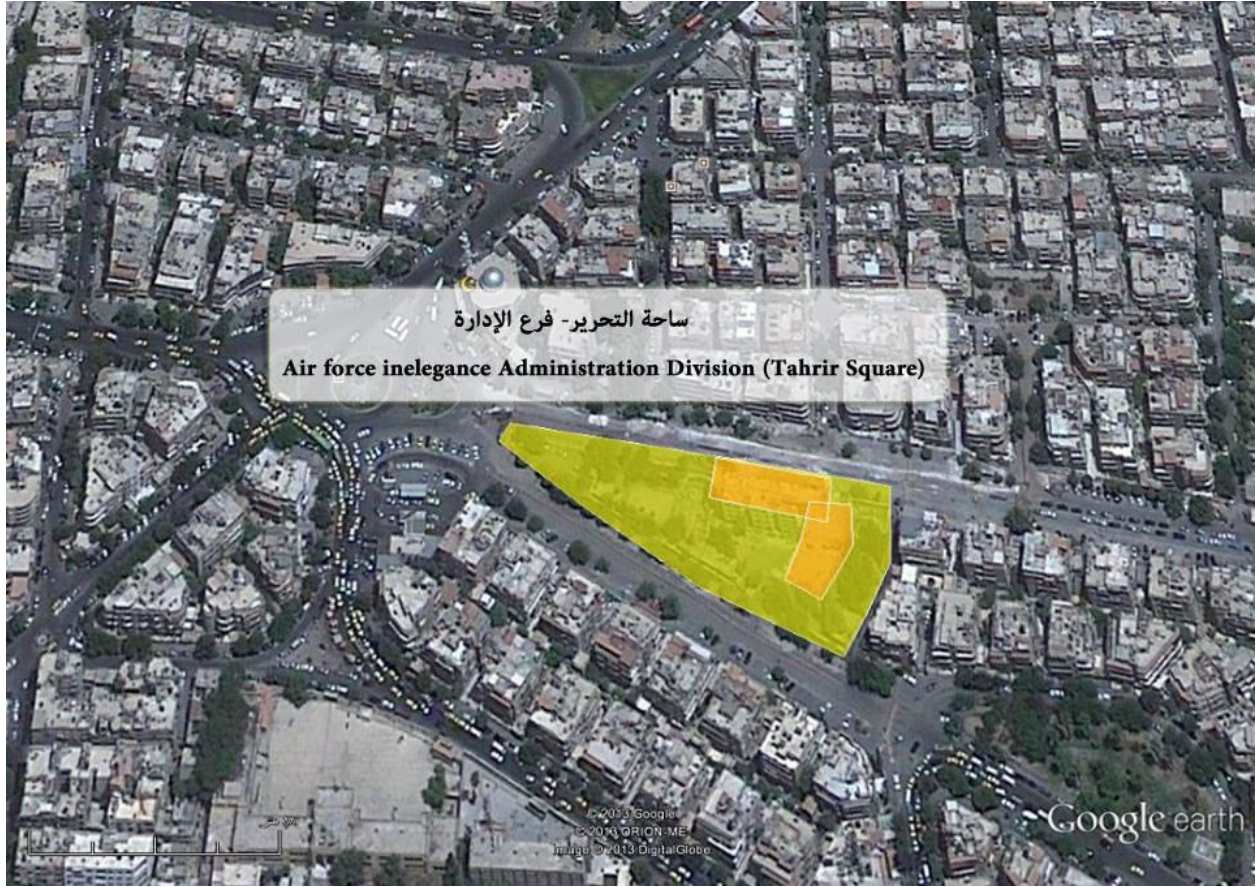 ساحة التحرير- فرع الإدارة
Air force inelegance Administration Division (Tahrir Square)
© 2013 Google
© 2013 ORION-ME
Image © 2013 DigitalGlobe
Google earth